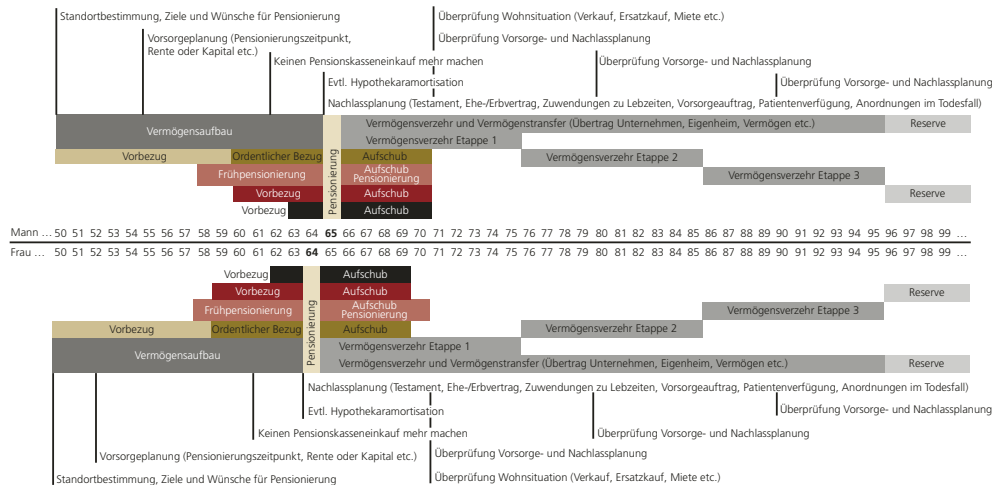 Standortbestimmung, Ziele und Wünsche für Pensionierung
Überprüfung Wohnsituation (Verkauf, Ersatzkauf, Miete etc.)
Vorsorgeplanung (Pensionierungszeitpunkt,
Rente oder Kapital etc.)
Überprüfung Vorsorge- und Nachlassplanung
Keinen Pensionskasseneinkauf mehr machen
Überprüfung Vorsorge- und Nachlassplanung
Evtl. Hypothekaramortisation
Überprüfung Vorsorge- und Nachlassplanung
Nachlassplanung (Testament, Ehe-/Erbvertrag, Zuwendungen zu Lebzeiten, Vorsorgeauftrag, Patientenverfügung, Anordnungen im Todesfall)
Vermögensaufbau
Pensionierung
Vermögensverzehr und Vermögenstransfer (Übertrag Unternehmen, Eigenheim, Vermögen etc.)
Reserve
Vermögensverzehr Etappe 1
Vorbezug
Ordentlicher Bezug
Aufschub
Vermögensverzehr Etappe 2
Frühpensionierung
Aufschub
Pensionierung
Vermögensverzehr Etappe 3
Vorbezug
Aufschub
Reserve
Vorbezug
Aufschub
Mann ... 50 51 52 53 54 55 56 57 58 59 60 61 62 63 64 65 66 67 68 69 70 71 72 73 74 75 76 77 78 79 80 81 82 83 84 85 86 87 88 89 90 91 92 93 94 95 96 97 98 99 ...
Frau ... 50 51 52 53 54 55 56 57 58 59 60 61 62 63 64 65 66 67 68 69 70 71 72 73 74 75 76 77 78 79 80 81 82 83 84 85 86 87 88 89 90 91 92 93 94 95 96 97 98 99 ...
Vorbezug
Aufschub
Vorbezug
Aufschub
Reserve
Frühpensionierung
Aufschub
Pensionierung
Vermögensverzehr Etappe 3
Vorbezug
Ordentlicher Bezug
Aufschub
Vermögensverzehr Etappe 2
Vermögensaufbau
Pensionierung
Vermögensverzehr Etappe 1
Vermögensverzehr und Vermögenstransfer (Übertrag Unternehmen, Eigenheim, Vermögen etc.)
Reserve
Nachlassplanung (Testament, Ehe-/Erbvertrag, Zuwendungen zu Lebzeiten, Vorsorgeauftrag, Patientenverfügung, Anordnungen im Todesfall)
Evtl. Hypothekaramortisation
Überprüfung Vorsorge- und Nachlassplanung
Keinen Pensionskasseneinkauf mehr machen
Überprüfung Vorsorge- und Nachlassplanung
Vorsorgeplanung (Pensionierungszeitpunkt, Rente oder Kapital etc.)
Überprüfung Vorsorge- und Nachlassplanung
Standortbestimmung, Ziele und Wünsche für Pensionierung
Überprüfung Wohnsituation (Verkauf, Ersatzkauf, Miete etc.)